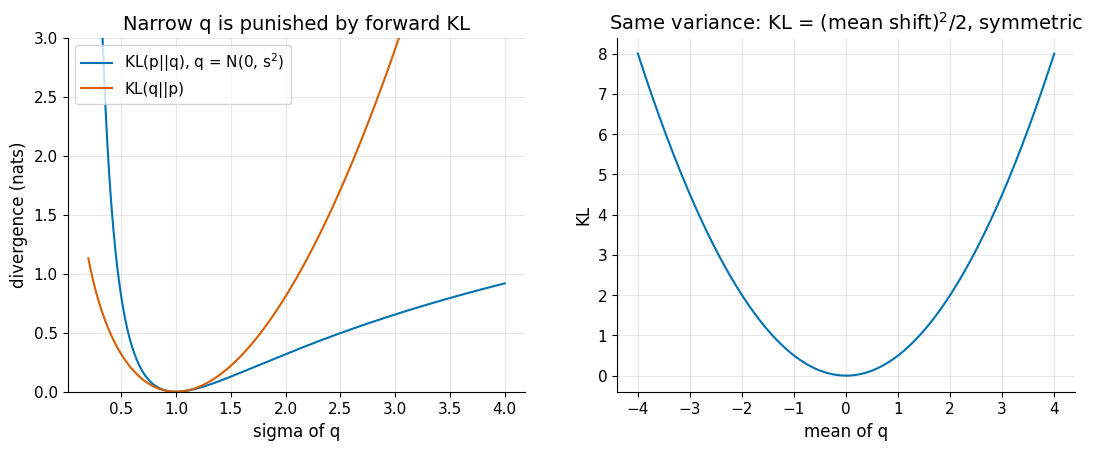 Narrow q is punished by forward KL
KL(p||q), q = N(0, s²)
KL(q||p)
divergence (nats)
3.0
2.5
2.0
1.5
1.0
0.5
0.0
0.5 1.0 1.5 2.0 2.5 3.0 3.5 4.0
sigma of q
Same variance: KL = (mean shift)²/2, symmetric
KL
8
7
6
5
4
3
2
1
0
−4 −3 −2 −1 0 1 2 3 4
mean of q